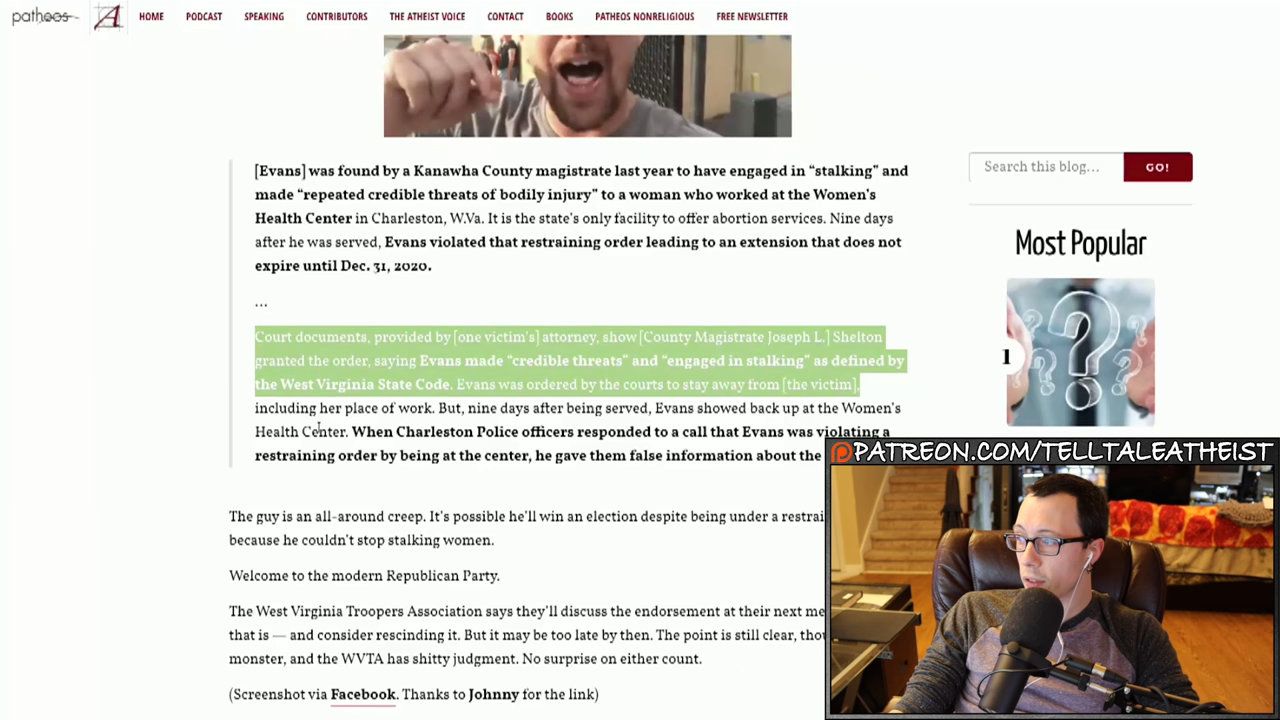 patheos
A
HOME
PODCAST
SPEAKING
CONTRIBUTORS
THE ATHEIST VOICE
CONTACT
BOOKS
PATHEOS NONRELIGIOUS
FREE NEWSLETTER
[Evans] was found by a Kanawha County magistrate last year to have engaged in “stalking” and
made “repeated credible threats of bodily injury” to a woman who worked at the Women’s
Health Center in Charleston, W.Va. It is the state’s only facility to offer abortion services. Nine days
after he was served, Evans violated that restraining order leading to an extension that does not
expire until Dec. 31, 2020.
…
Court documents, provided by [one victim’s] attorney, show [County Magistrate Joseph L.] Shelton
granted the order, saying Evans made “credible threats” and “engaged in stalking” as defined by
the West Virginia State Code. Evans was ordered by the courts to stay away from [the victim],
including her place of work. But, nine days after being served, Evans showed back up at the Women’s
Health Center. When Charleston Police officers responded to a call that Evans was violating a
restraining order by being at the center, he gave them false information about the
The guy is an all-around creep. It’s possible he’ll win an election despite being under a
because he couldn’t stop stalking women.
Welcome to the modern Republican Party.
The West Virginia Troopers Association says they’ll discuss the endorsement at their next
that is — and consider rescinding it. But it may be too late by then. The point is still clear,
monster, and the WVTA has shitty judgment. No surprise on either count.
(Screenshot via Facebook. Thanks to Johnny for the link)
Search this blog...
GO!
Most Popular
PATREON.COM/TELLTALEATHEIST